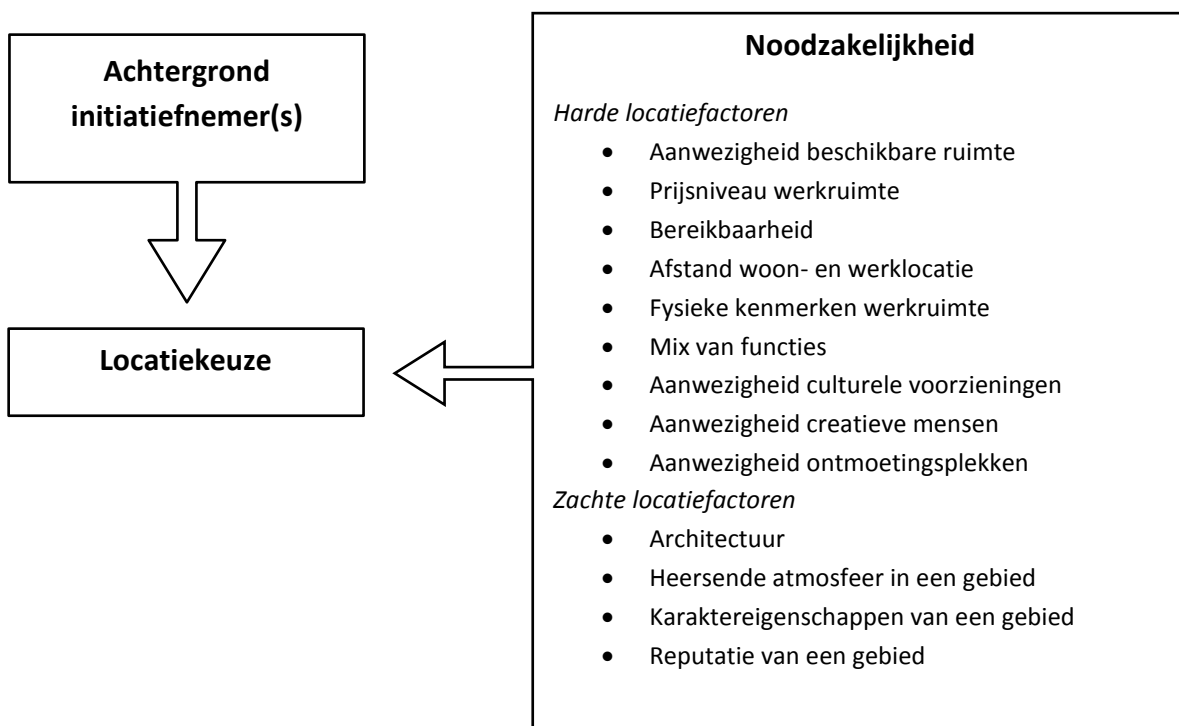 Achtergrond
initiatiefnemer(s)
Locatiekeuze
Noodzakelijkheid
Harde locatiefactoren
• Aanwezigheid beschikbare ruimte
• Prijsniveau werkruimte
• Bereikbaarheid
• Afstand woon- en werklocatie
• Fysieke kenmerken werkruimte
• Mix van functies
• Aanwezigheid culturele voorzieningen
• Aanwezigheid creatieve mensen
• Aanwezigheid ontmoetingsplekken
Zachte locatiefactoren
• Architectuur
• Heersende atmosfeer in een gebied
• Karaktereigenschappen van een gebied
• Reputatie van een gebied